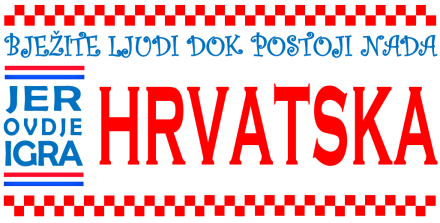 BJEŽITE LJUDI DOK POSTOJI NADA
JER
OVDJE
IGRA
HRVATSKA